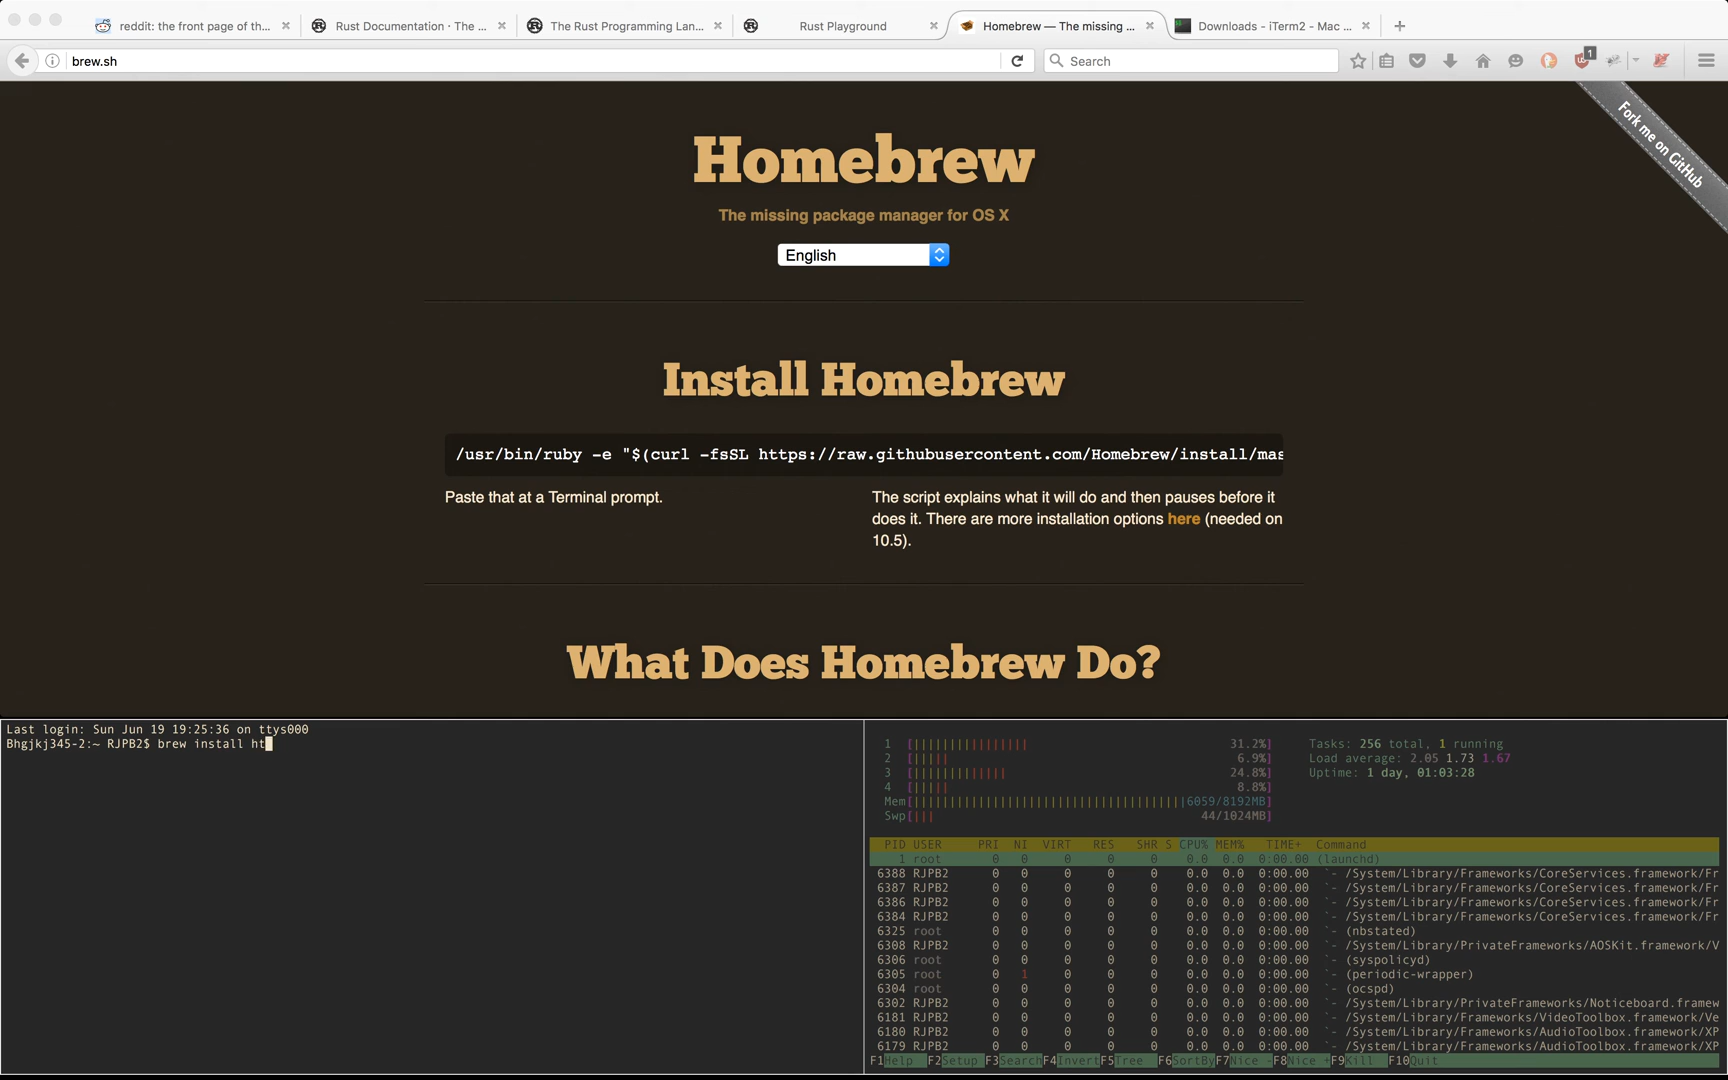 reddit: the front page of th...
Rust Documentation · The ...
The Rust Programming Lan...
Rust Playground
Homebrew — The missing ...
Downloads - iTerm2 - Mac ...
brew.sh
Search
1
Fork me on GitHub
Homebrew
The missing package manager for OS X
English
Install Homebrew
/usr/bin/ruby -e "$(curl -fsSL https://raw.githubusercontent.com/Homebrew/install/mas
Paste that at a Terminal prompt.
The script explains what it will do and then pauses before it
does it. There are more installation options here (needed on
10.5).
What Does Homebrew Do?
Last login: Sun Jun 19 19:25:36 on ttys000
Bhgjkj345-2:~ RJPB2$ brew install ht
1 [||||||||||||||||| 31.2%] Tasks: 256 total, 1 running
2 [||||| 6.9%] Load average: 2.05 1.73 1.67
3 [|||||||||||||| 24.8%] Uptime: 1 day, 01:03:28
4 [||||| 8.8%]
Mem[||||||||||||||||||||||||||||||||||||||6059/8192MB]
Swp[||| 44/1024MB]
PID USER PRI NI VIRT RES SHR S CPU% MEM% TIME+ Command
1 root 0 0 0 0 0 0.0 0.0 0:00.00 (launchd)
6388 RJPB2 0 0 0 0 0 0.0 0.0 0:00.00 `- /System/Library/Frameworks/CoreServices.framework/Fr
6387 RJPB2 0 0 0 0 0 0.0 0.0 0:00.00 `- /System/Library/Frameworks/CoreServices.framework/Fr
6386 RJPB2 0 0 0 0 0 0.0 0.0 0:00.00 `- /System/Library/Frameworks/CoreServices.framework/Fr
6384 RJPB2 0 0 0 0 0 0.0 0.0 0:00.00 `- /System/Library/Frameworks/CoreServices.framework/Fr
6325 root 0 0 0 0 0 0.0 0.0 0:00.00 `- (nbstated)
6308 RJPB2 0 0 0 0 0 0.0 0.0 0:00.00 `- /System/Library/PrivateFrameworks/AOSKit.framework/V
6306 root 0 0 0 0 0 0.0 0.0 0:00.00 `- (syspolicyd)
6305 root 0 1 0 0 0 0.0 0.0 0:00.00 `- (periodic-wrapper)
6304 root 0 0 0 0 0 0.0 0.0 0:00.00 `- (ocspd)
6302 RJPB2 0 0 0 0 0 0.0 0.0 0:00.00 `- /System/Library/PrivateFrameworks/Noticeboard.framew
6181 RJPB2 0 0 0 0 0 0.0 0.0 0:00.00 `- /System/Library/Frameworks/VideoToolbox.framework/Ve
6180 RJPB2 0 0 0 0 0 0.0 0.0 0:00.00 `- /System/Library/Frameworks/AudioToolbox.framework/XP
6179 RJPB2 0 0 0 0 0 0.0 0.0 0:00.00 `- /System/Library/Frameworks/AudioToolbox.framework/XP
F1Help F2Setup F3SearchF4InvertF5Tree F6SortByF7Nice -F8Nice +F9Kill F10Quit